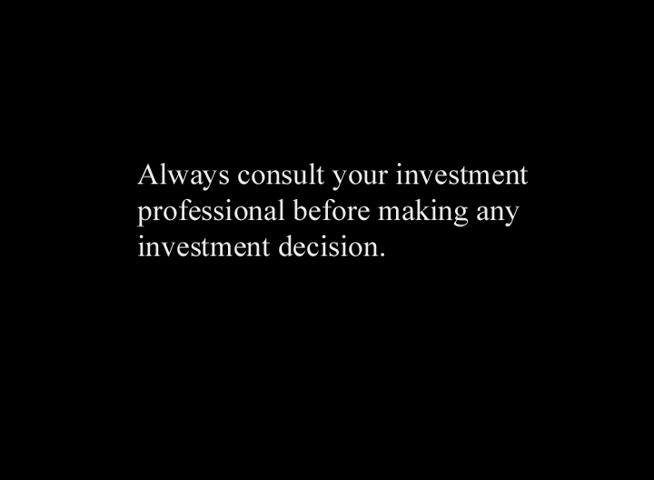 Always consult your investment
professional before making any
investment decision.